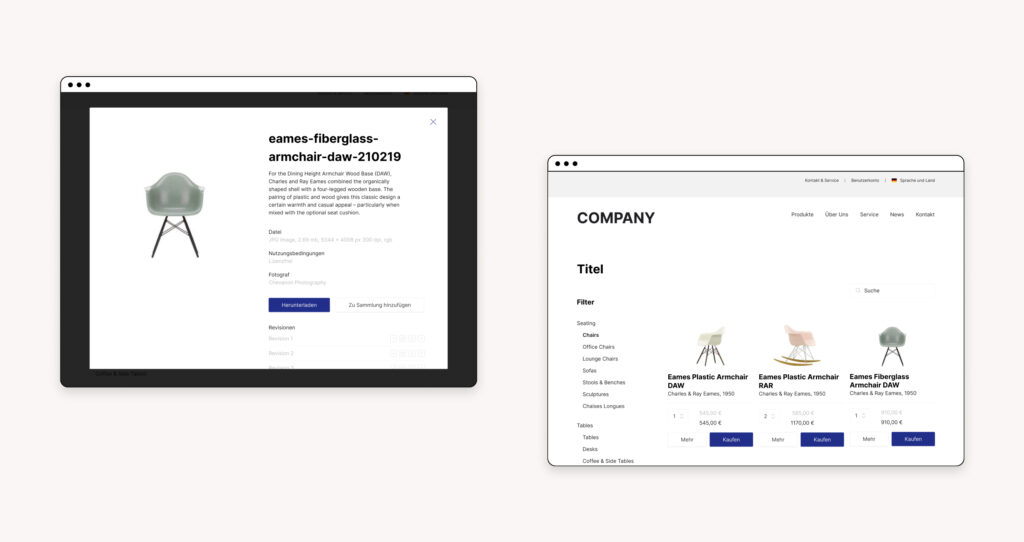 eames-fiberglass-
armchair-daw-210219
For the Dining Height Armchair Wood Base (DAW),
Charles and Ray Eames combined the organically
shaped shell with a four-legged wooden base. The
pairing of plastic and wood gives this classic design a
certain warmth and casual appeal – particularly when
mixed with the optional seat cushion.
Datei
JPG image, 2.69 mb, 6044 × 4008 px 300 dpi, rgb
Nutzungsbedingungen
Lizenzfrei
Fotograf
Chevanon Photography
Herunterladen
Zu Sammlung hinzufügen
Revisionen
Revision 1
Revision 2
Coffee & Side Tables
Kontakt & Service | Benutzerkonto | Sprache und Land
COMPANY
Produkte Über Uns Service News Kontakt
Titel
Suche
Filter
Seating
Chairs
Office Chairs
Lounge Chairs
Sofas
Stools & Benches
Sculptures
Chaises Longues
Tables
Tables
Desks
Coffee & Side Tables
Eames Plastic Armchair
DAW
Charles & Ray Eames, 1950
1
545,00 €
545,00 €
Mehr
Kaufen
Eames Plastic Armchair
RAR
Charles & Ray Eames, 1950
2
585,00 €
1170,00 €
Mehr
Kaufen
Eames Fiberglass
Armchair DAW
Charles & Ray Eames, 1950
1
910,00 €
910,00 €
Mehr
Kaufen